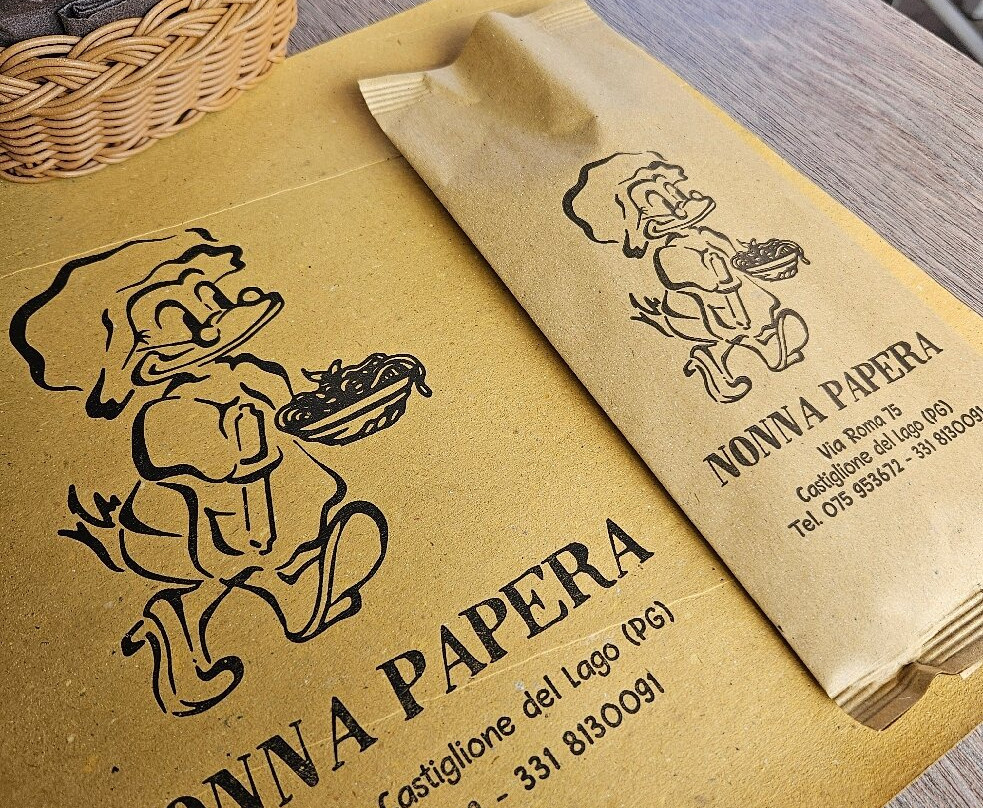 NONNA PAPERA
Via Roma 75
Castiglione del Lago (PG)
Tel. 075 953672 - 331 8130091
PAPERA
Castiglione del Lago (PG)
- 331 8130091